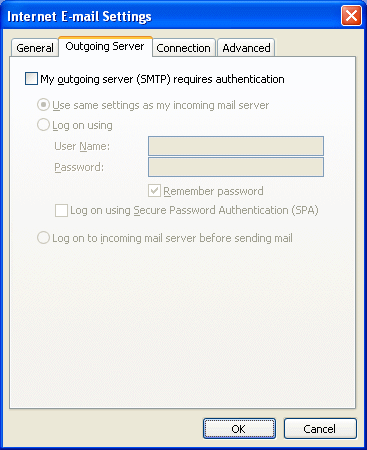 Internet E-mail Settings
General Outgoing Server Connection Advanced
My outgoing server (SMTP) requires authentication
Use same settings as my incoming mail server
Log on using
User Name:
Password:
Remember password
Log on using Secure Password Authentication (SPA)
Log on to incoming mail server before sending mail
OK Cancel